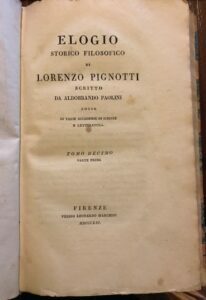 ELOGIO
STORICO FILOSOFICO
DI
LORENZO PIGNOTTI
SCRITTO
DA ALDOBRANDO PAOLINI
SOCIO
DI VARIE ACCADEMIE DI SCIENZE
E LETTERATURA.
TOMO DECIMO
PARTE PRIMA
FIRENZE
PRESSO LEONARDO MARCHINI